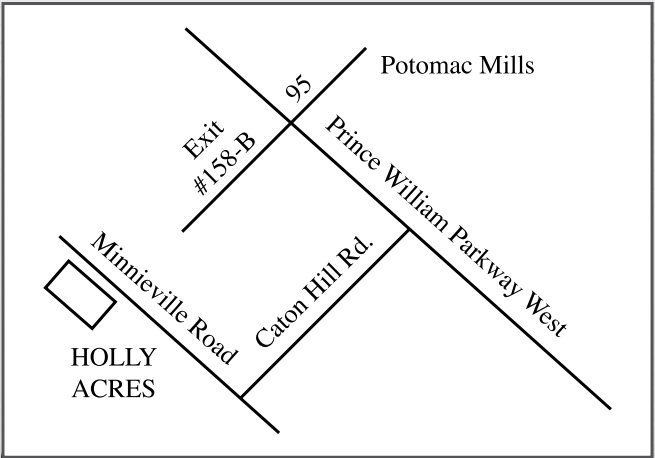 Potomac Mills
95
Exit
#158-B
Prince William Parkway West
Minnieville Road
Caton Hill Rd.
HOLLY
ACRES